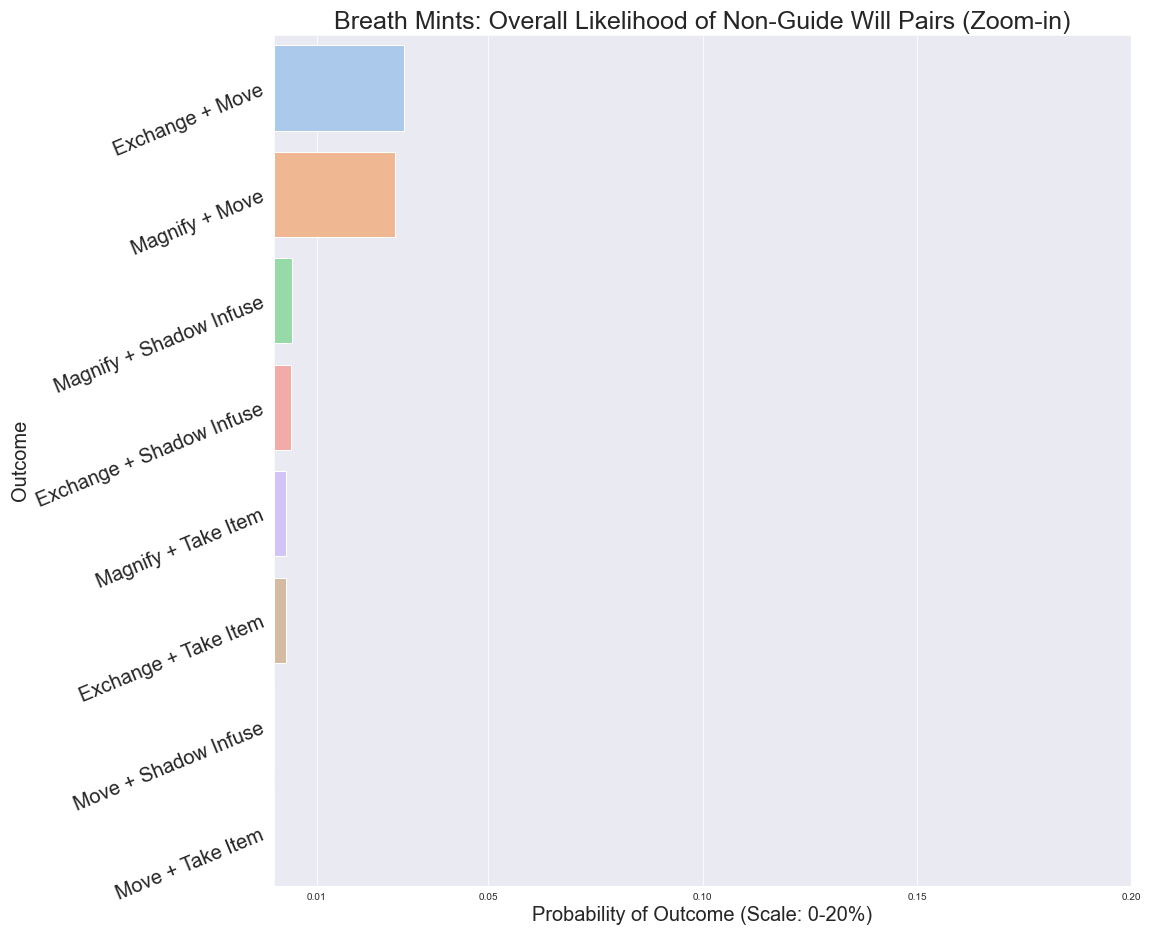 Breath Mints: Overall Likelihood of Non-Guide Will Pairs (Zoom-in)
Outcome
Exchange + Move
Magnify + Move
Magnify + Shadow Infuse
Exchange + Shadow Infuse
Magnify + Take Item
Exchange + Take Item
Move + Shadow Infuse
Move + Take Item
0.01 0.05 0.10 0.15 0.20
Probability of Outcome (Scale: 0-20%)